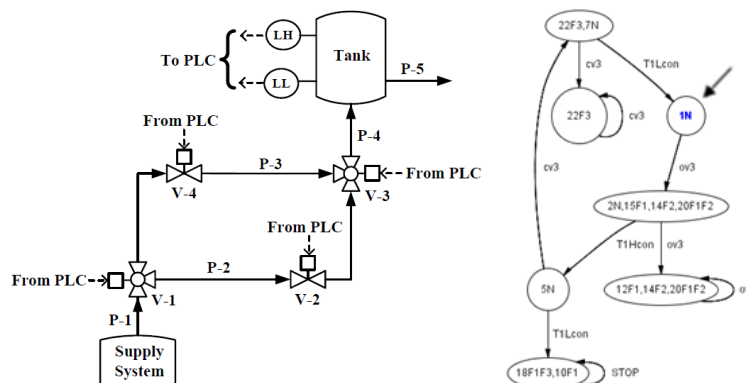 LH
To PLC
Tank
LL
P-5
From PLC
P-4
P-3
From PLC
V-4
V-3
From PLC
From PLC
P-2
V-1
V-2
P-1
Supply
System
22F3,7N
cv3
T1Lcon
22F3
cv3
1N
cv3
ov3
2N,15F1,14F2,20F1F2
T1Hcon
ov3
5N
12F1,14F2,20F1F2
T1Lcon
18F1F3,10F1
STOP